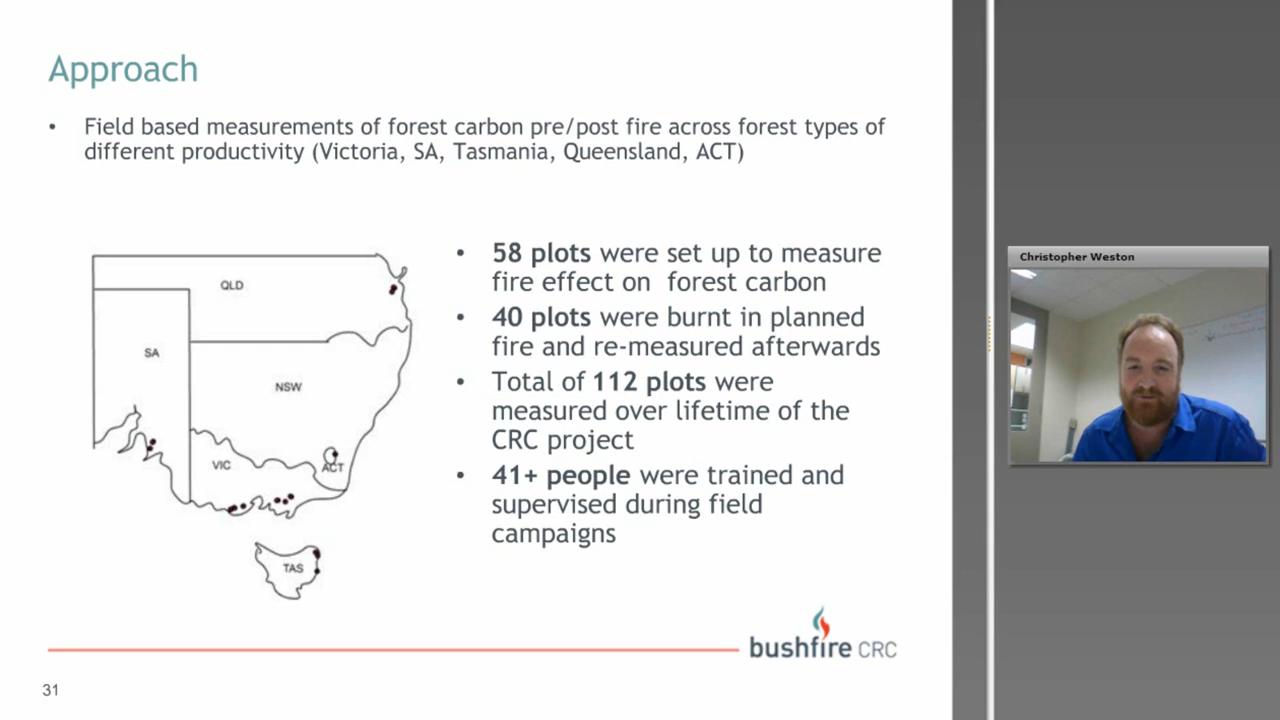 Approach
• Field based measurements of forest carbon pre/post fire across forest types of
different productivity (Victoria, SA, Tasmania, Queensland, ACT)
QLD
SA
NSW
VIC
ACT
TAS
• 58 plots were set up to measure
fire effect on forest carbon
• 40 plots were burnt in planned
fire and re-measured afterwards
• Total of 112 plots were
measured over lifetime of the
CRC project
• 41+ people were trained and
supervised during field
campaigns
bushfire CRC
31
Christopher Weston